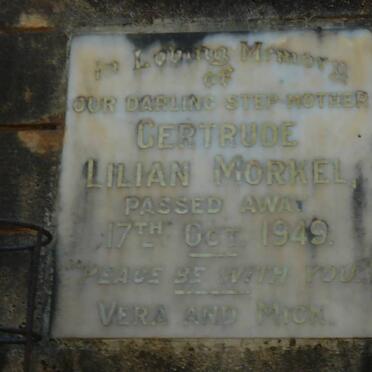 In Loving Memory
of
OUR DARLING STEP-MOTHER
GERTRUDE
LILIAN MORKEL,
PASSED AWAY
17TH OCT. 1949.
"PEACE BE WITH YOU"
VERA AND MICK.